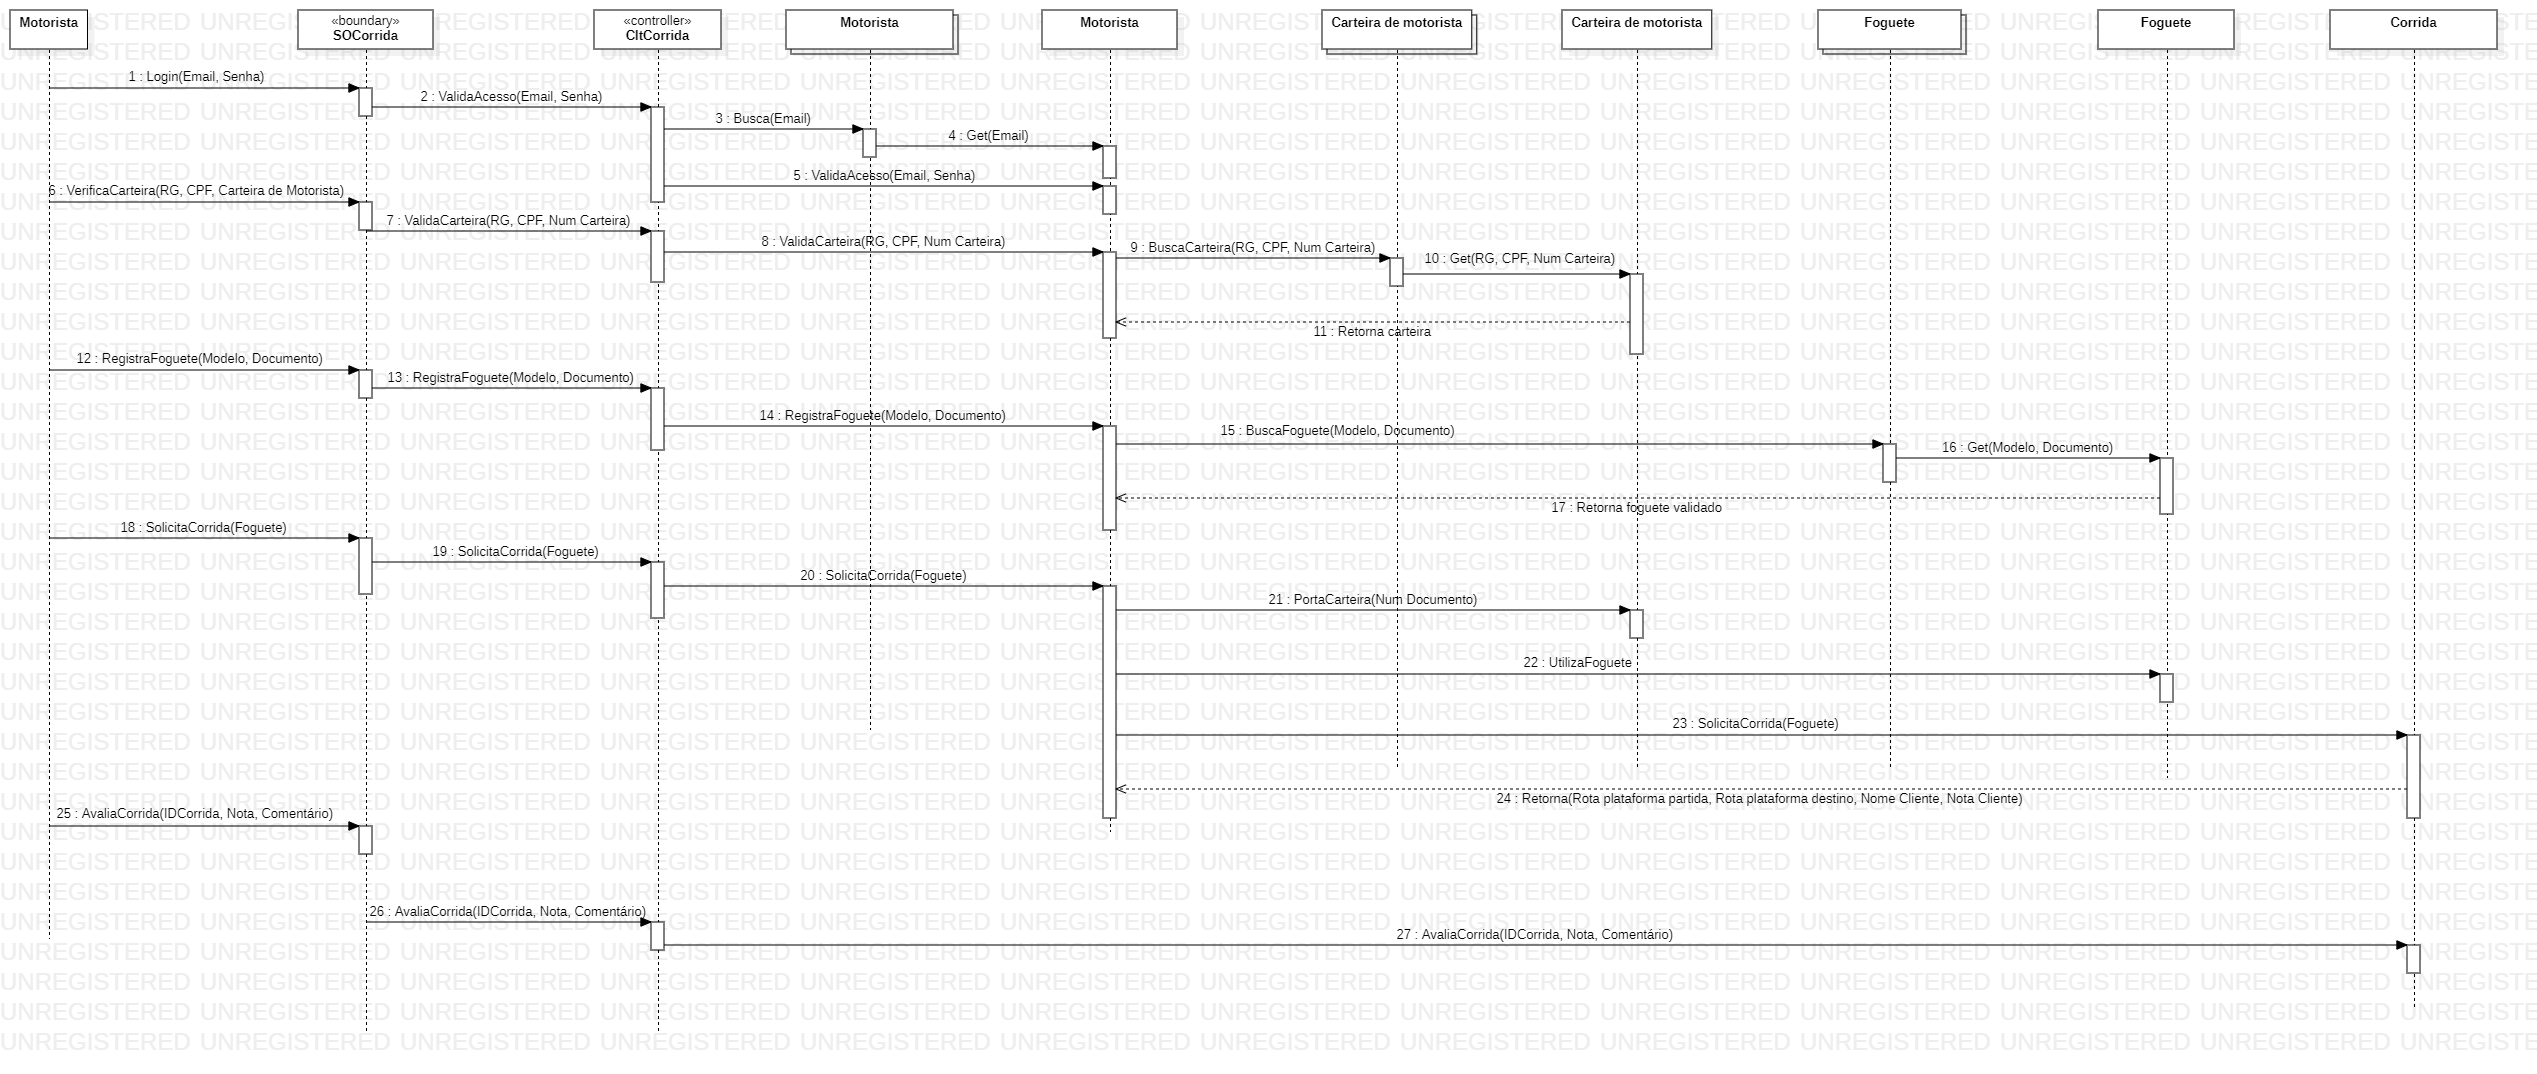 Motorista
«boundary»
SOCorrida
«controller»
CltCorrida
Motorista
Motorista
Carteira de motorista
Carteira de motorista
Foguete
Foguete
Corrida
1 : Login(Email, Senha)
2 : ValidaAcesso(Email, Senha)
3 : Busca(Email)
4 : Get(Email)
5 : ValidaAcesso(Email, Senha)
6 : VerificaCarteira(RG, CPF, Carteira de Motorista)
7 : ValidaCarteira(RG, CPF, Num Carteira)
8 : ValidaCarteira(RG, CPF, Num Carteira)
9 : BuscaCarteira(RG, CPF, Num Carteira)
10 : Get(RG, CPF, Num Carteira)
11 : Retorna carteira
12 : RegistraFoguete(Modelo, Documento)
13 : RegistraFoguete(Modelo, Documento)
14 : RegistraFoguete(Modelo, Documento)
15 : BuscaFoguete(Modelo, Documento)
16 : Get(Modelo, Documento)
17 : Retorna foguete validado
18 : SolicitaCorrida(Foguete)
19 : SolicitaCorrida(Foguete)
20 : SolicitaCorrida(Foguete)
21 : PortaCarteira(Num Documento)
22 : UtilizaFoguete
23 : SolicitaCorrida(Foguete)
24 : Retorna(Rota plataforma partida, Rota plataforma destino, Nome Cliente, Nota Cliente)
25 : AvaliaCorrida(IDCorrida, Nota, Comentário)
26 : AvaliaCorrida(IDCorrida, Nota, Comentário)
27 : AvaliaCorrida(IDCorrida, Nota, Comentário)
UNREGISTERED